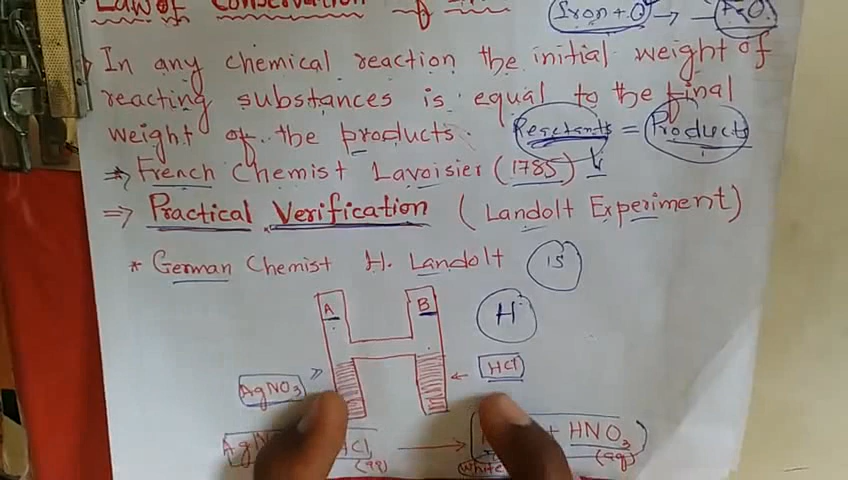 Law of Conservation of
Iron + O →
In any chemical reaction the initial weight of
reacting substances is equal to the final
weight of the products.
Reactants = Products
* French Chemist Lavoisier (1785)
⇒ Practical Verification (Landolt Experiment)
* German Chemist H. Landolt
15
A B
H
HCl
AgNO3
HCl → + HNO3
(aq) white (aq)